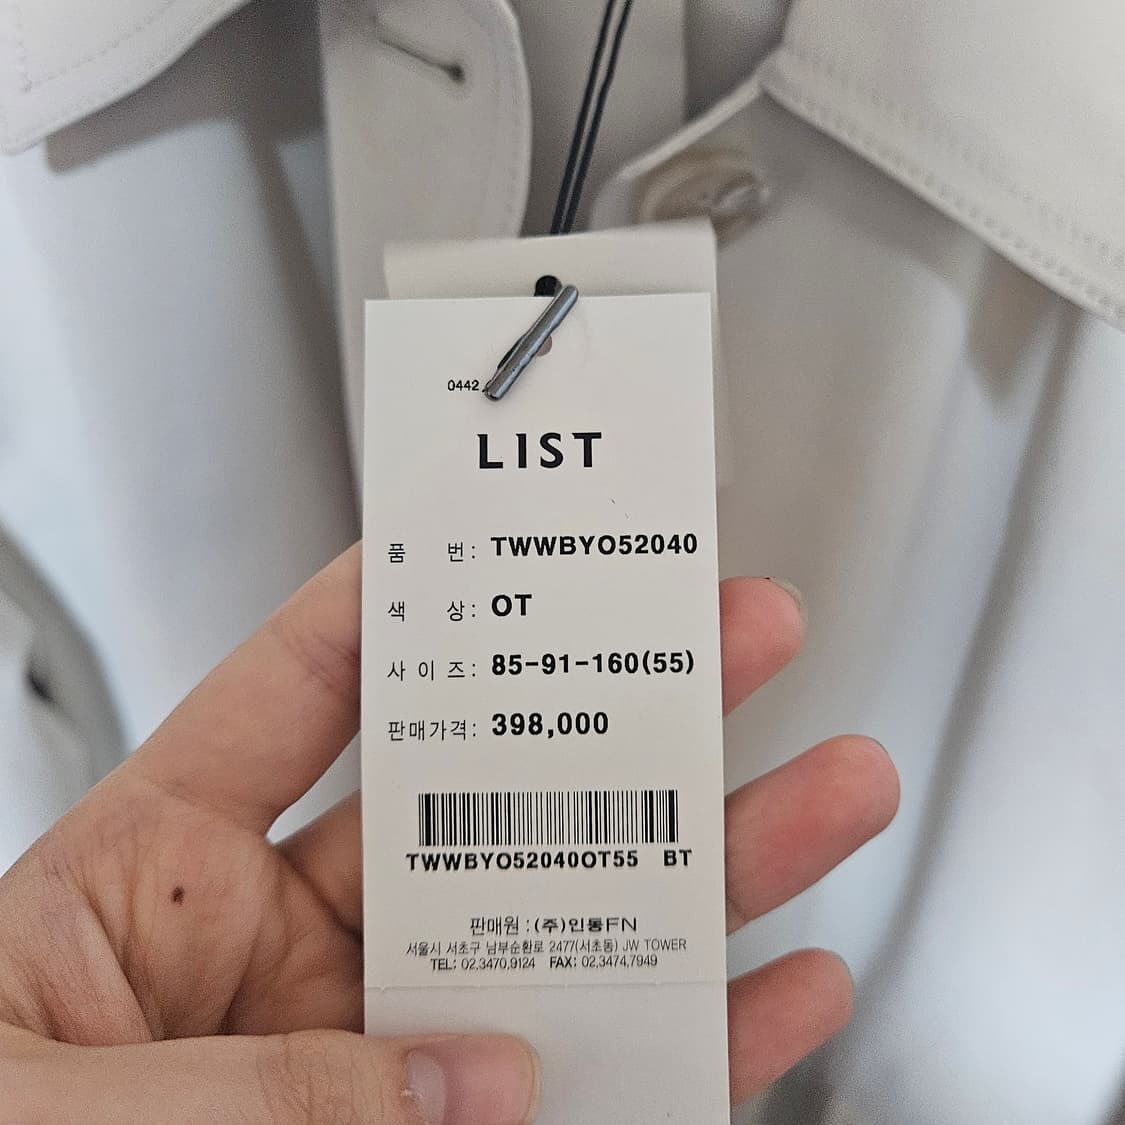 0442
LIST
품 번: TWWBYO52040
색 상: OT
사 이 즈: 85-91-160(55)
판매가격: 398,000
TWWBYO52040OT55 BT
판매원 : (주)인동FN
서울시 서초구 남부순환로 2477(서초동) JW TOWER
TEL: 02.3470.9124 FAX: 02.3474.7949